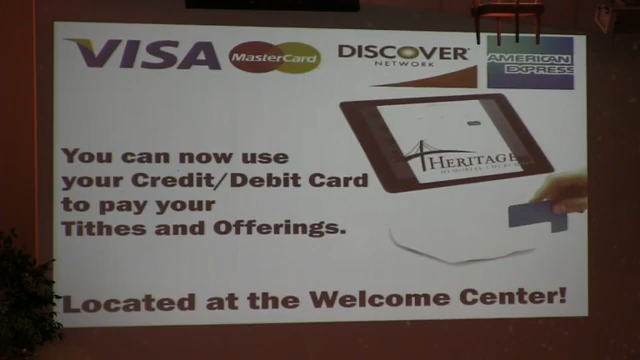 VISA MasterCard DISCOVER AMERICAN
NETWORK EXPRESS
HERITAGE
You can now use
your Credit/Debit Card
to pay your
Tithes and Offerings.
Located at the Welcome Center!